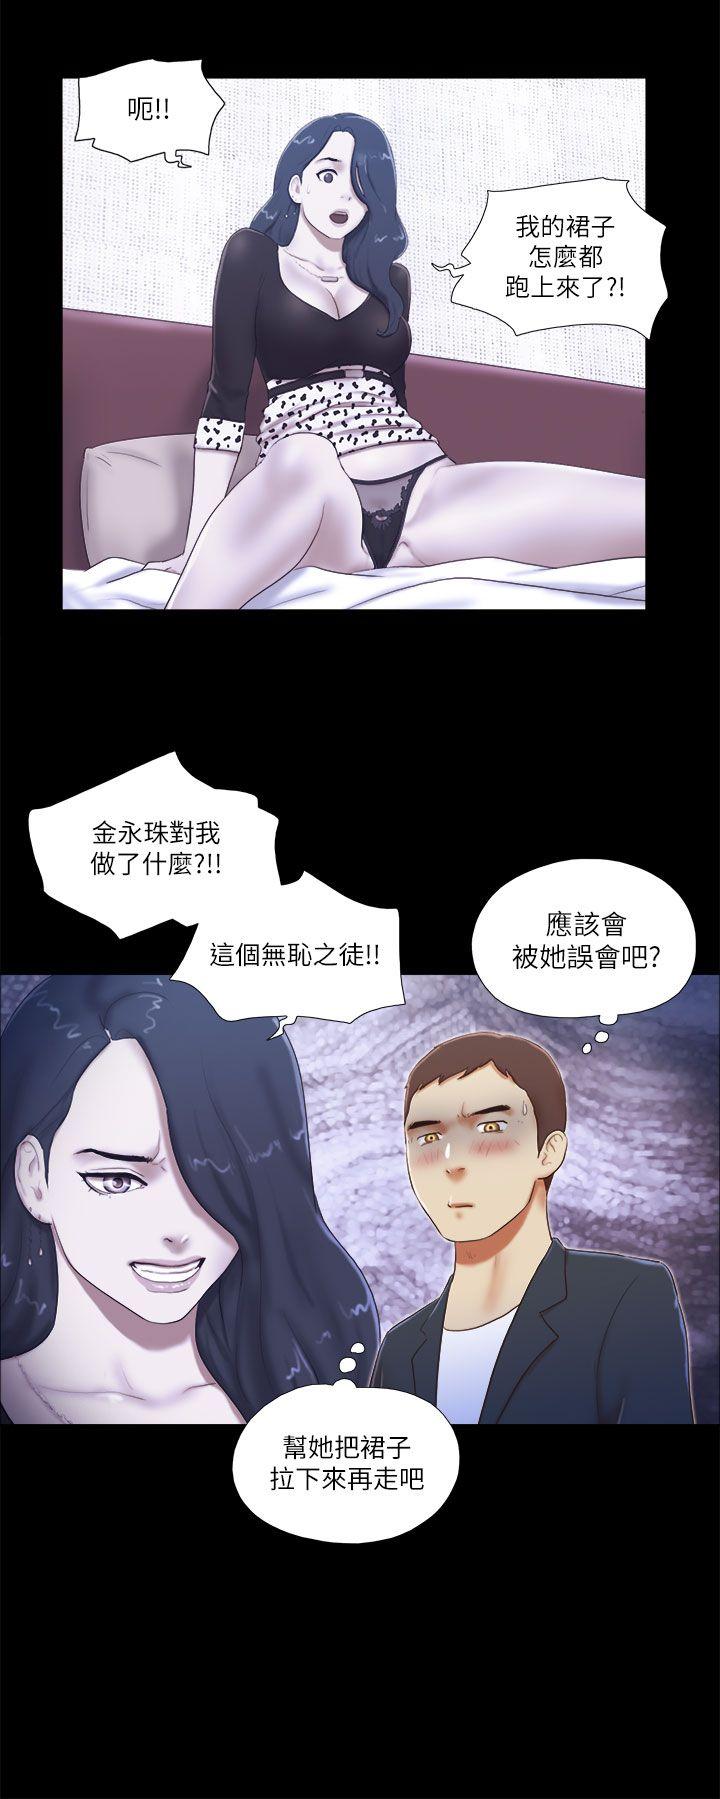 呃!!
我的裙子
怎麼都
跑上來了?!
金永珠對我
做了什麼?!!
這個無恥之徒!!
應該會
被她誤會吧?
幫她把裙子
拉下來再走吧